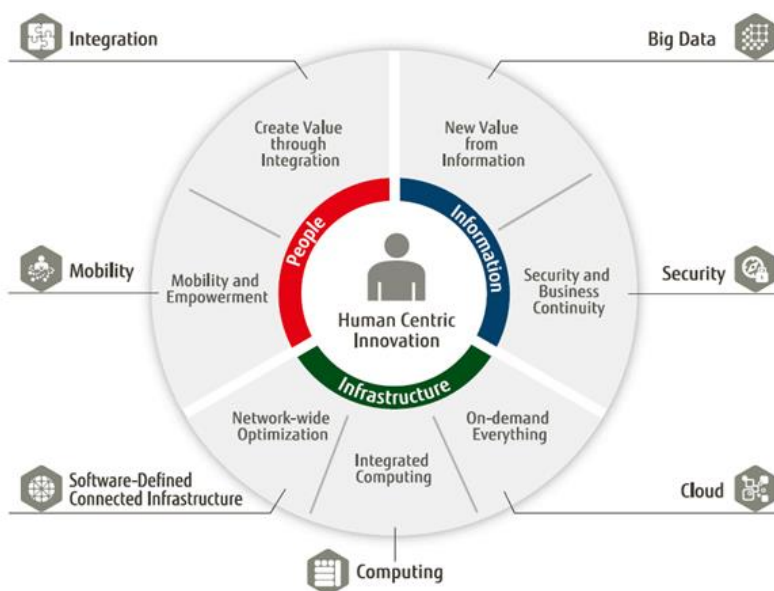 Integration
Big Data
Create Value
through
Integration
New Value
from
Information
People
Information
Mobility
Mobility and
Empowerment
Human Centric
Innovation
Security and
Business
Continuity
Security
Infrastructure
Network-wide
Optimization
On-demand
Everything
Integrated
Computing
Software-Defined
Connected Infrastructure
Cloud
Computing